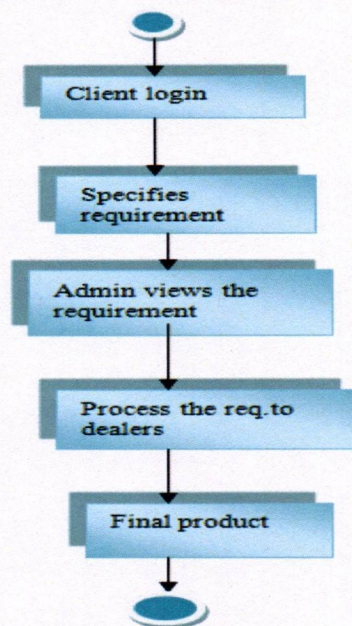 Client login
Specifies
requirement
Admin views the
requirement
Process the req.to
dealers
Final product